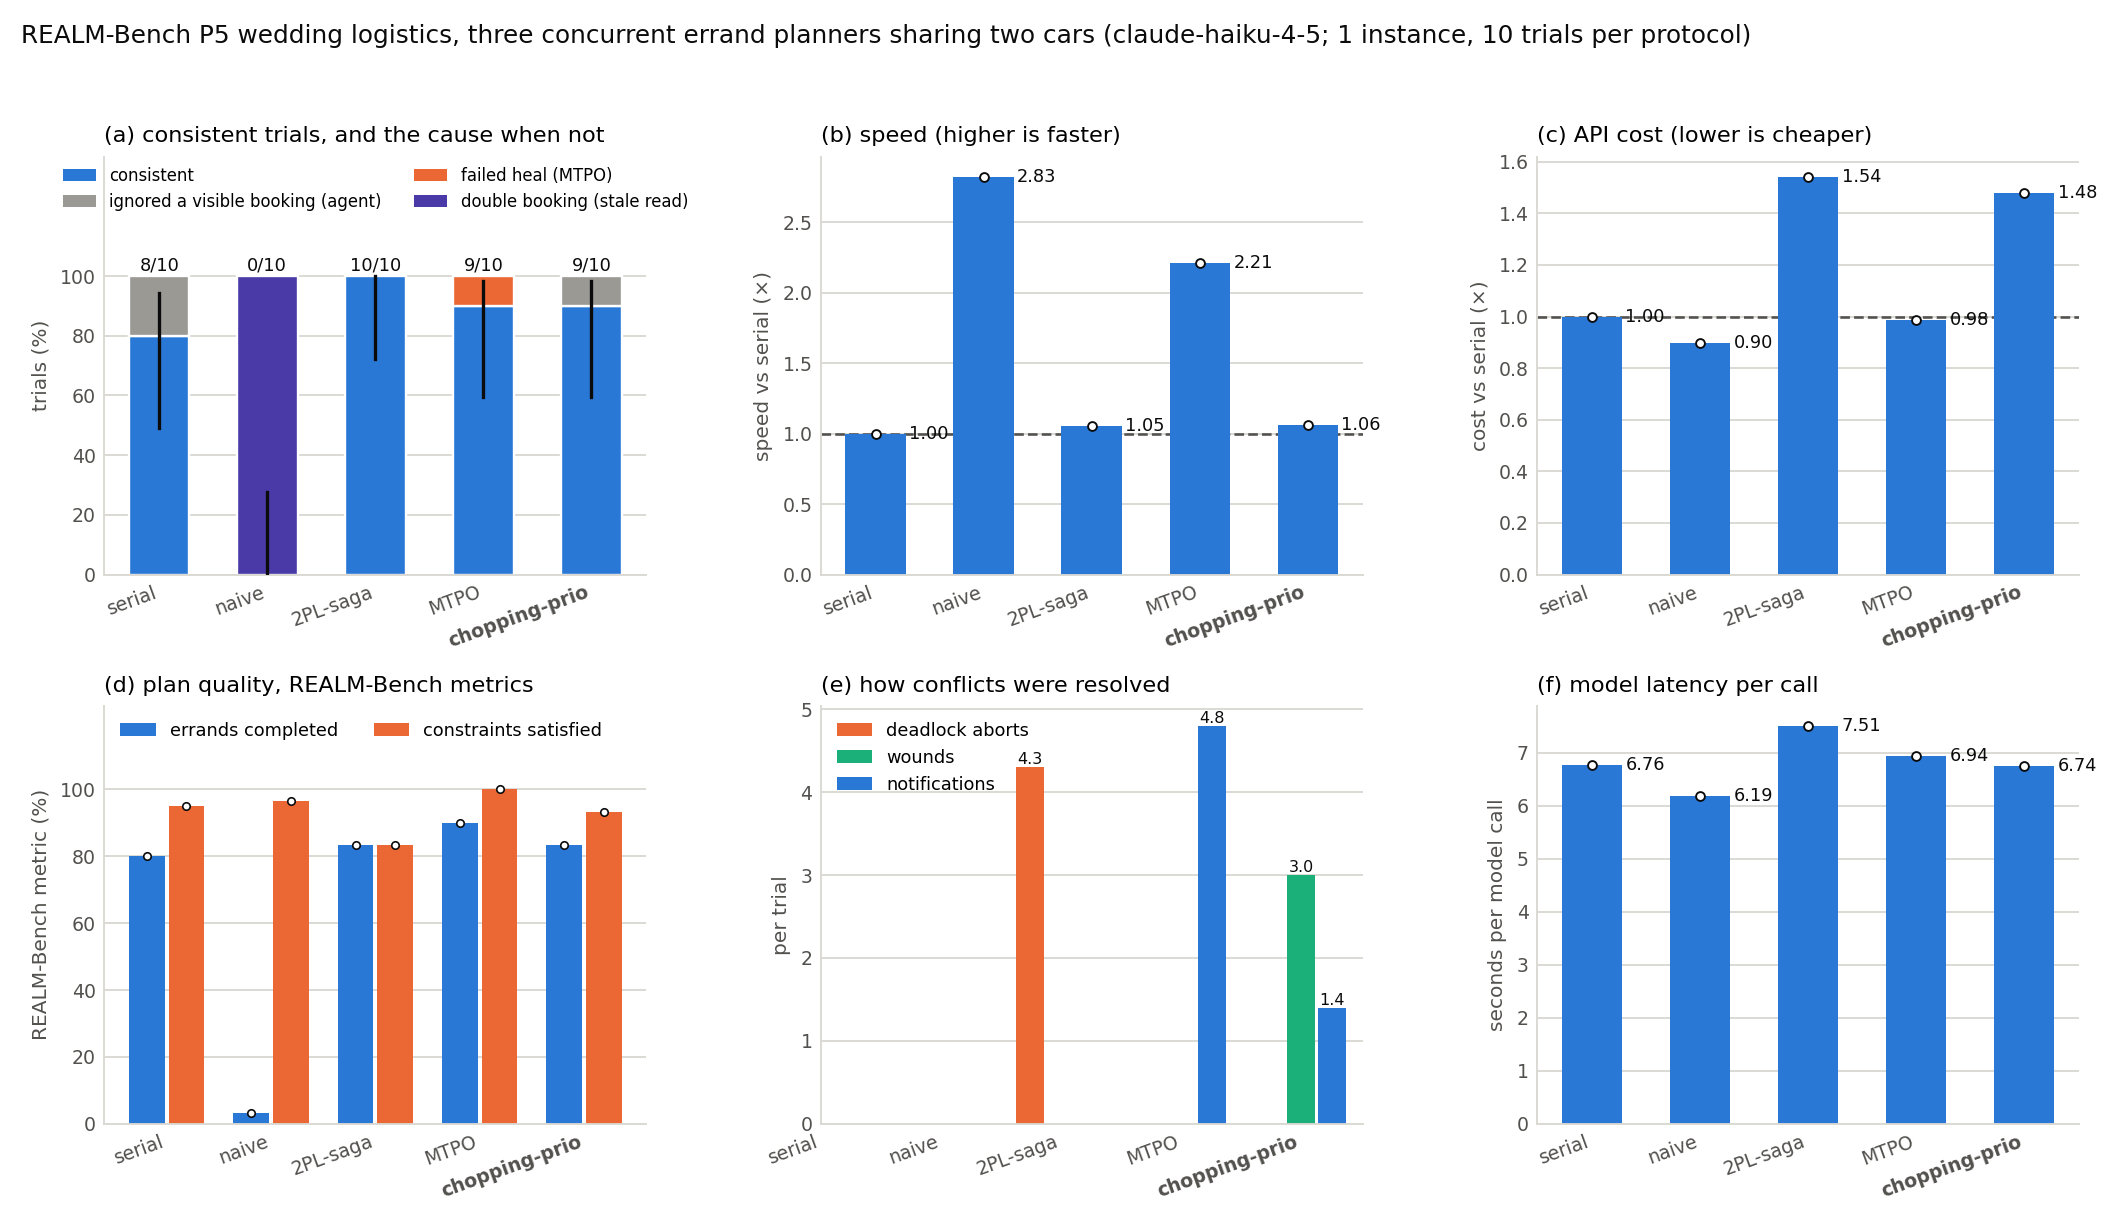 REALM-Bench P5 wedding logistics, three concurrent errand planners sharing two cars (claude-haiku-4-5; 1 instance, 10 trials per protocol)
(a) consistent trials, and the cause when not
consistent
failed heal (MTPO)
ignored a visible booking (agent)
double booking (stale read)
8/10
0/10
10/10
9/10
9/10
100
80
60
40
20
0
trials (%)
serial
naive
2PL-saga
MTPO
chopping-prio
(b) speed (higher is faster)
2.83
2.21
1.00
1.05
1.06
2.5
2.0
1.5
1.0
0.5
0.0
speed vs serial (×)
serial
naive
2PL-saga
MTPO
chopping-prio
(c) API cost (lower is cheaper)
1.00
0.90
1.54
0.98
1.48
1.6
1.4
1.2
1.0
0.8
0.6
0.4
0.2
0.0
cost vs serial (×)
serial
naive
2PL-saga
MTPO
chopping-prio
(d) plan quality, REALM-Bench metrics
errands completed
constraints satisfied
100
80
60
40
20
0
REALM-Bench metric (%)
serial
naive
2PL-saga
MTPO
chopping-prio
(e) how conflicts were resolved
deadlock aborts
wounds
notifications
4.3
4.8
3.0
1.4
5
4
3
2
1
0
per trial
serial
naive
2PL-saga
MTPO
chopping-prio
(f) model latency per call
6.76
6.19
7.51
6.94
6.74
7
6
5
4
3
2
1
0
seconds per model call
serial
naive
2PL-saga
MTPO
chopping-prio